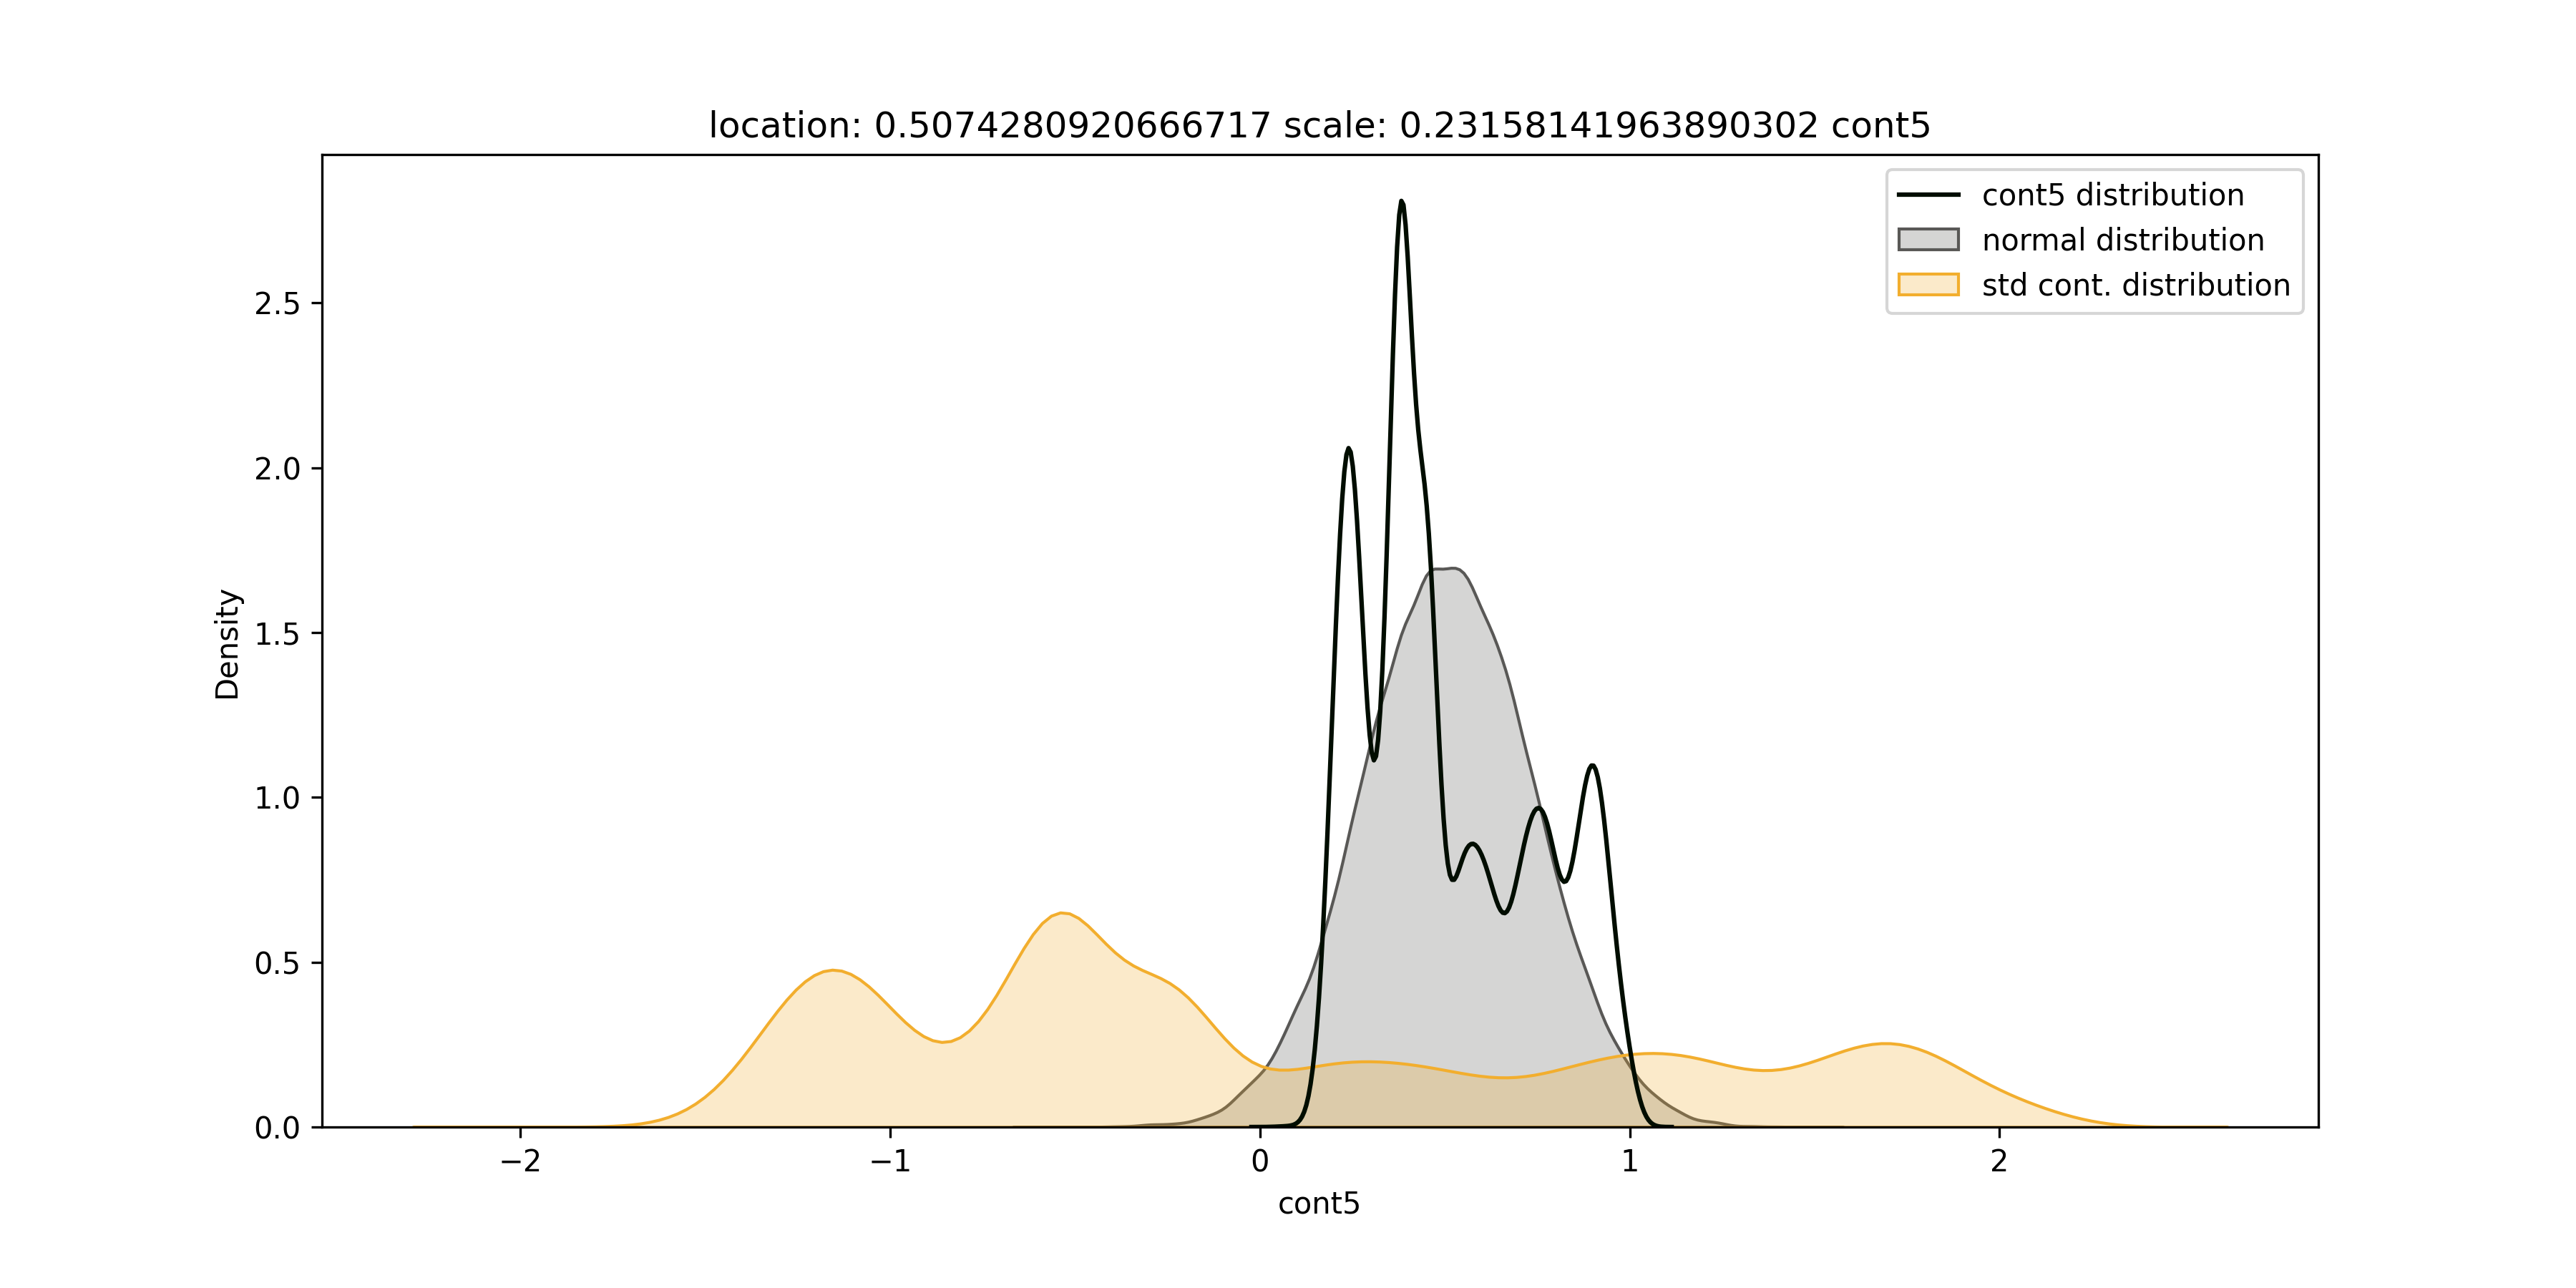 location: 0.5074280920666717 scale: 0.23158141963890302 cont5
cont5 distribution
normal distribution
std cont. distribution
Density
2.5
2.0
1.5
1.0
0.5
0.0
−2
−1
0
1
2
cont5